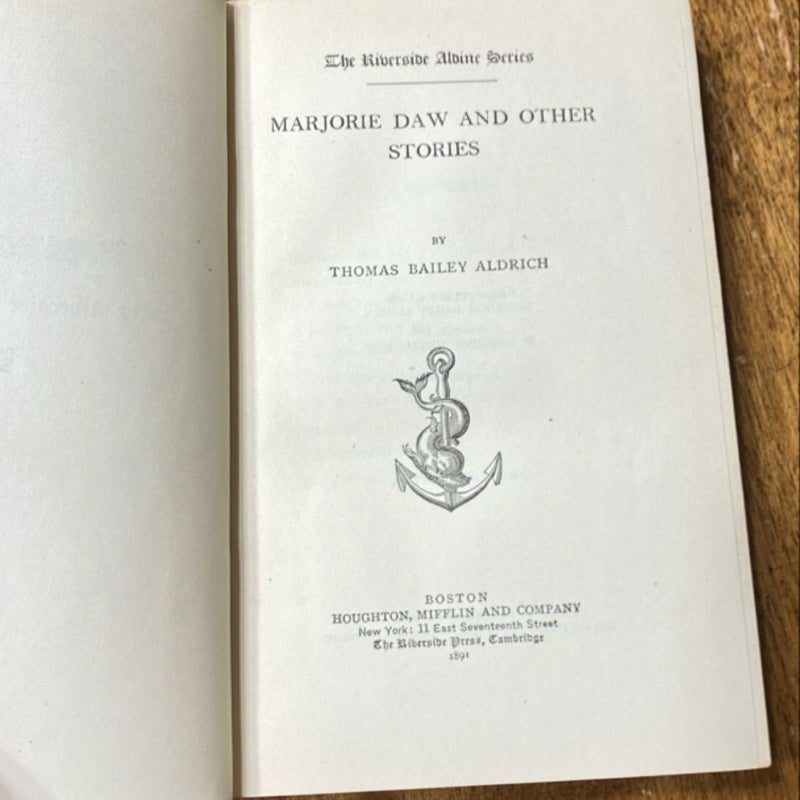 The Riverside Aldine Series
MARJORIE DAW AND OTHER
STORIES
BY
THOMAS BAILEY ALDRICH
BOSTON
HOUGHTON, MIFFLIN AND COMPANY
New York: 11 East Seventeenth Street
The Riverside Press, Cambridge
1891